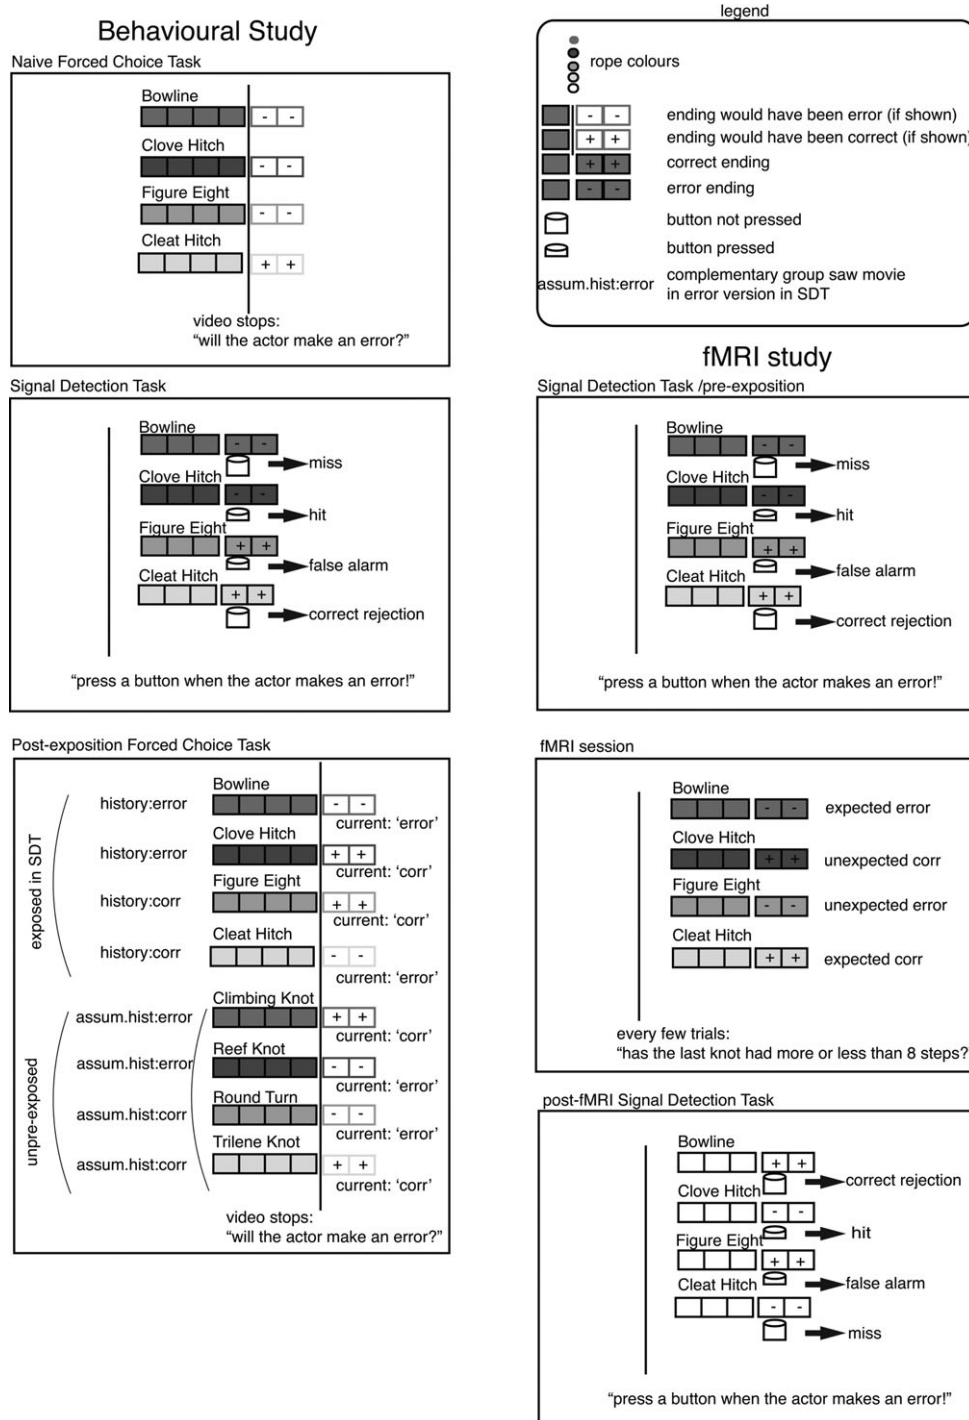 Behavioural Study
Naive Forced Choice Task
Bowline
- -
Clove Hitch
- -
Figure Eight
- -
Cleat Hitch
+ +
video stops:
“will the actor make an error?”
Signal Detection Task
Bowline
- -
miss
Clove Hitch
- -
hit
Figure Eight
+ +
false alarm
Cleat Hitch
+ +
correct rejection
“press a button when the actor makes an error!”
Post-exposition Forced Choice Task
exposed in SDT
Bowline
history:error
- -
current: ‘error’
Clove Hitch
history:error
+ +
current: ‘corr’
Figure Eight
history:corr
+ +
current: ‘corr’
Cleat Hitch
history:corr
- -
current: ‘error’
unpre-exposed
Climbing Knot
assum.hist:error
+ +
current: ‘corr’
Reef Knot
assum.hist:error
- -
current: ‘error’
Round Turn
assum.hist:corr
- -
current: ‘error’
Trilene Knot
assum.hist:corr
+ +
current: ‘corr’
video stops:
“will the actor make an error?”
legend
rope colours
- - ending would have been error (if shown)
+ + ending would have been correct (if shown)
+ + correct ending
- - error ending
button not pressed
button pressed
assum.hist:error complementary group saw movie
in error version in SDT
fMRI study
Signal Detection Task /pre-exposition
Bowline
- -
miss
Clove Hitch
- -
hit
Figure Eight
+ +
false alarm
Cleat Hitch
+ +
correct rejection
“press a button when the actor makes an error!”
fMRI session
Bowline
- - expected error
Clove Hitch
+ + unexpected corr
Figure Eight
- - unexpected error
Cleat Hitch
+ + expected corr
every few trials:
“has the last knot had more or less than 8 steps?
post-fMRI Signal Detection Task
Bowline
+ +
correct rejection
Clove Hitch
- -
hit
Figure Eight
+ +
false alarm
Cleat Hitch
- -
miss
“press a button when the actor makes an error!”